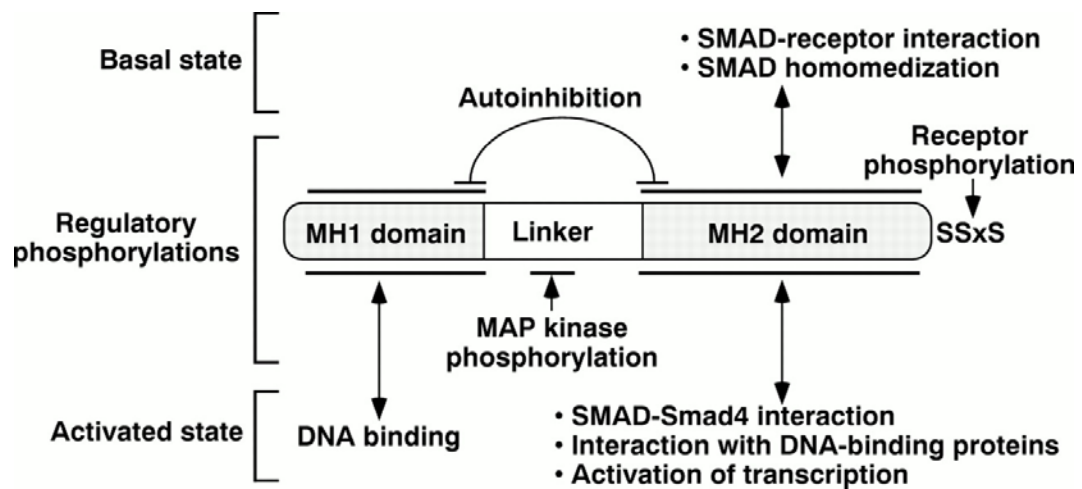 Basal state
• SMAD-receptor interaction
• SMAD homomedization
Autoinhibition
Receptor
phosphorylation
Regulatory
phosphorylations
MH1 domain
Linker
MH2 domain
SSxS
MAP kinase
phosphorylation
Activated state
DNA binding
• SMAD-Smad4 interaction
• Interaction with DNA-binding proteins
• Activation of transcription